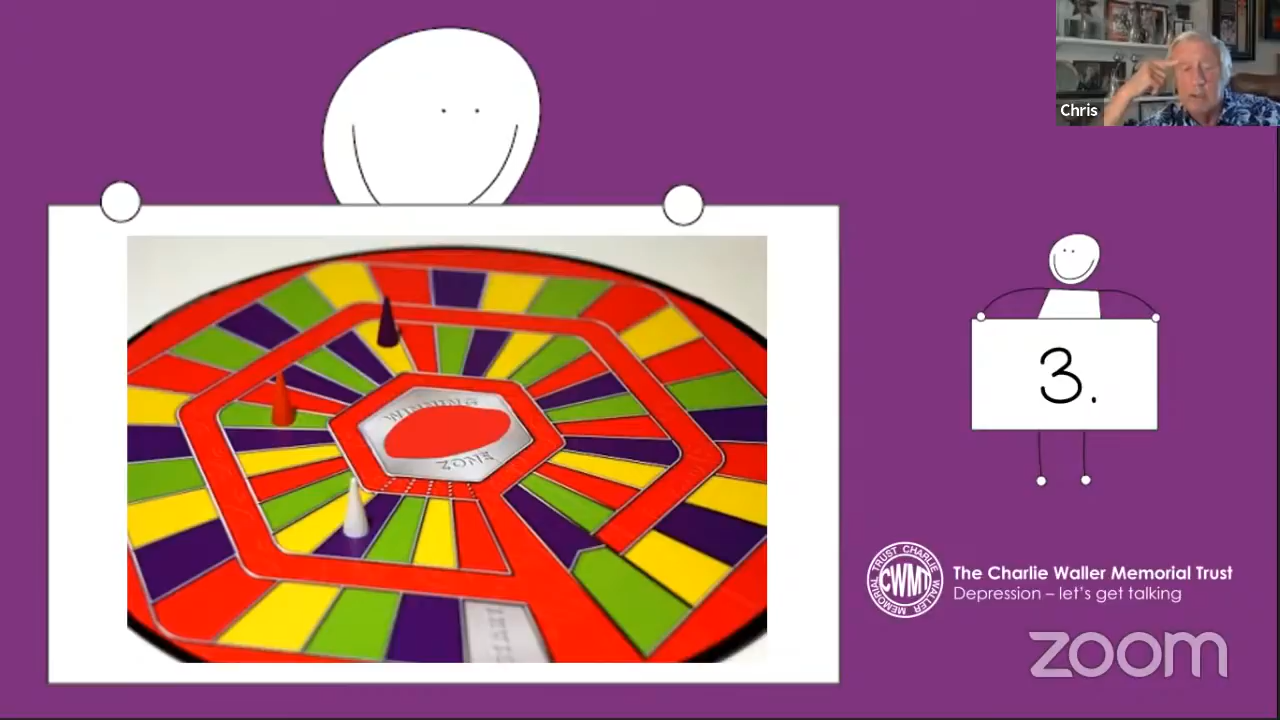 Chris
WINNING
ZONE
3.
TRUST CHARLIE WALLER MEMORIAL
CWMT
The Charlie Waller Memorial Trust
Depression – let's get talking
zoom